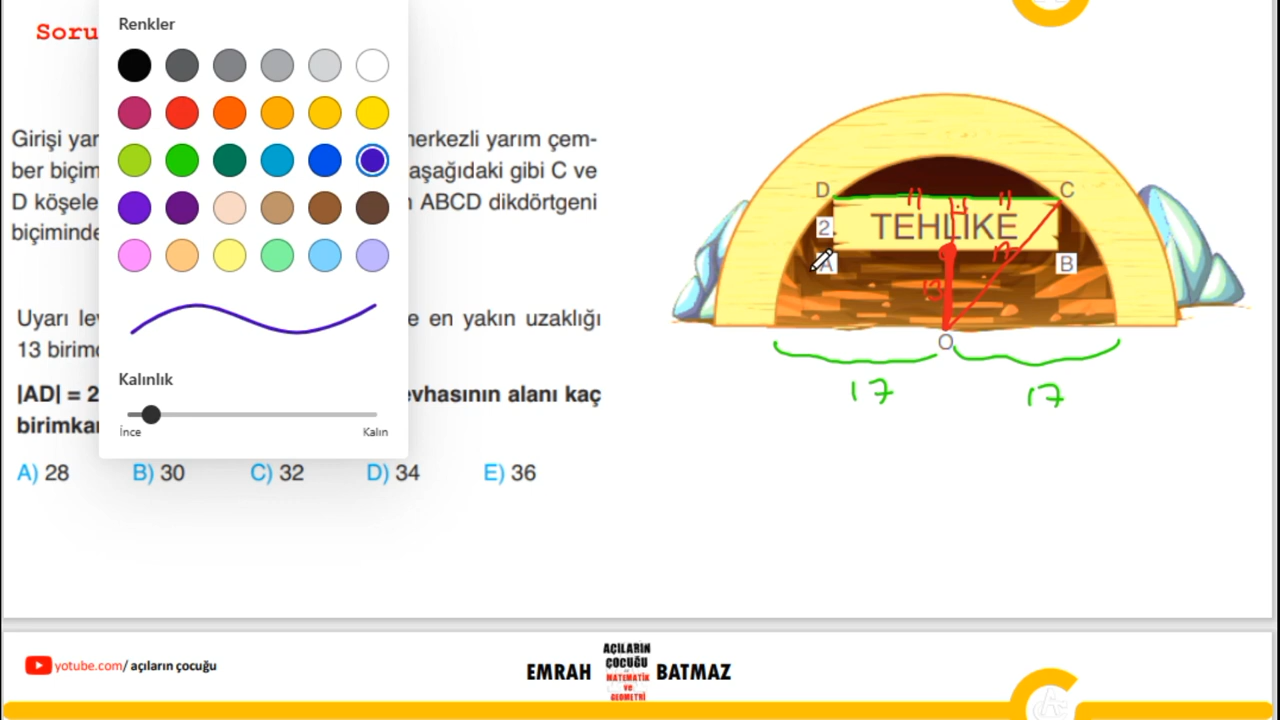 Soru
Renkler
Girişi yar
merkezli yarım çem-
ber biçim
aşağıdaki gibi C ve
D köşele
n ABCD dikdörtgeni
biçiminde
Uyarı lev
e en yakın uzaklığı
13 birimd
|AD| = 2
evhasının alanı kaç
birimkar
Kalınlık
İnce
Kalın
A) 28 B) 30 C) 32 D) 34 E) 36
D
C
2
TEHLİKE
A
B
O
17
17
yotube.com/ açıların çocuğu
EMRAH
AÇILARIN
ÇOCUĞU
MATEMATİK
ve
GEOMETRİ
BATMAZ